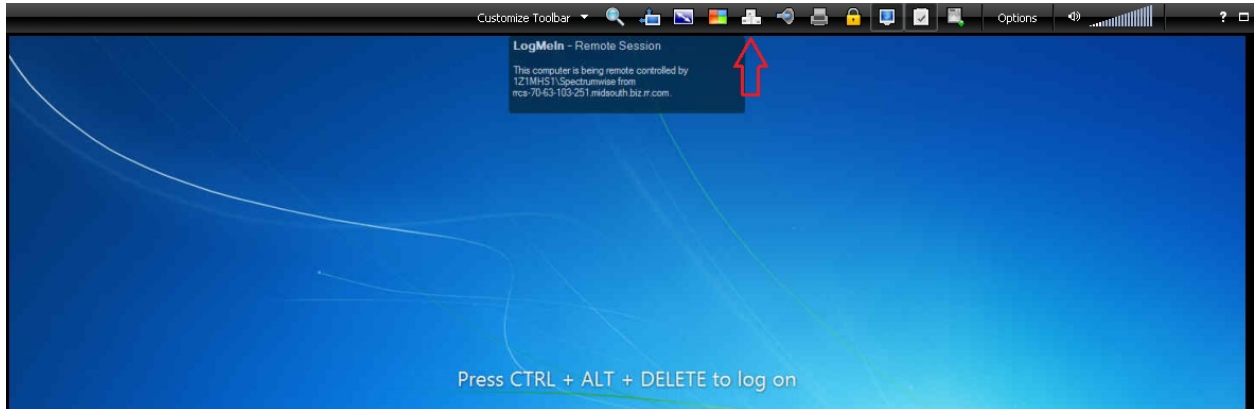 Customize Toolbar
Options
?
LogMeIn - Remote Session
This computer is being remote controlled by
1Z1MHS1\Spectrumwise from
rrcs-70-63-103-251.midsouth.biz.rr.com.
Press CTRL + ALT + DELETE to log on